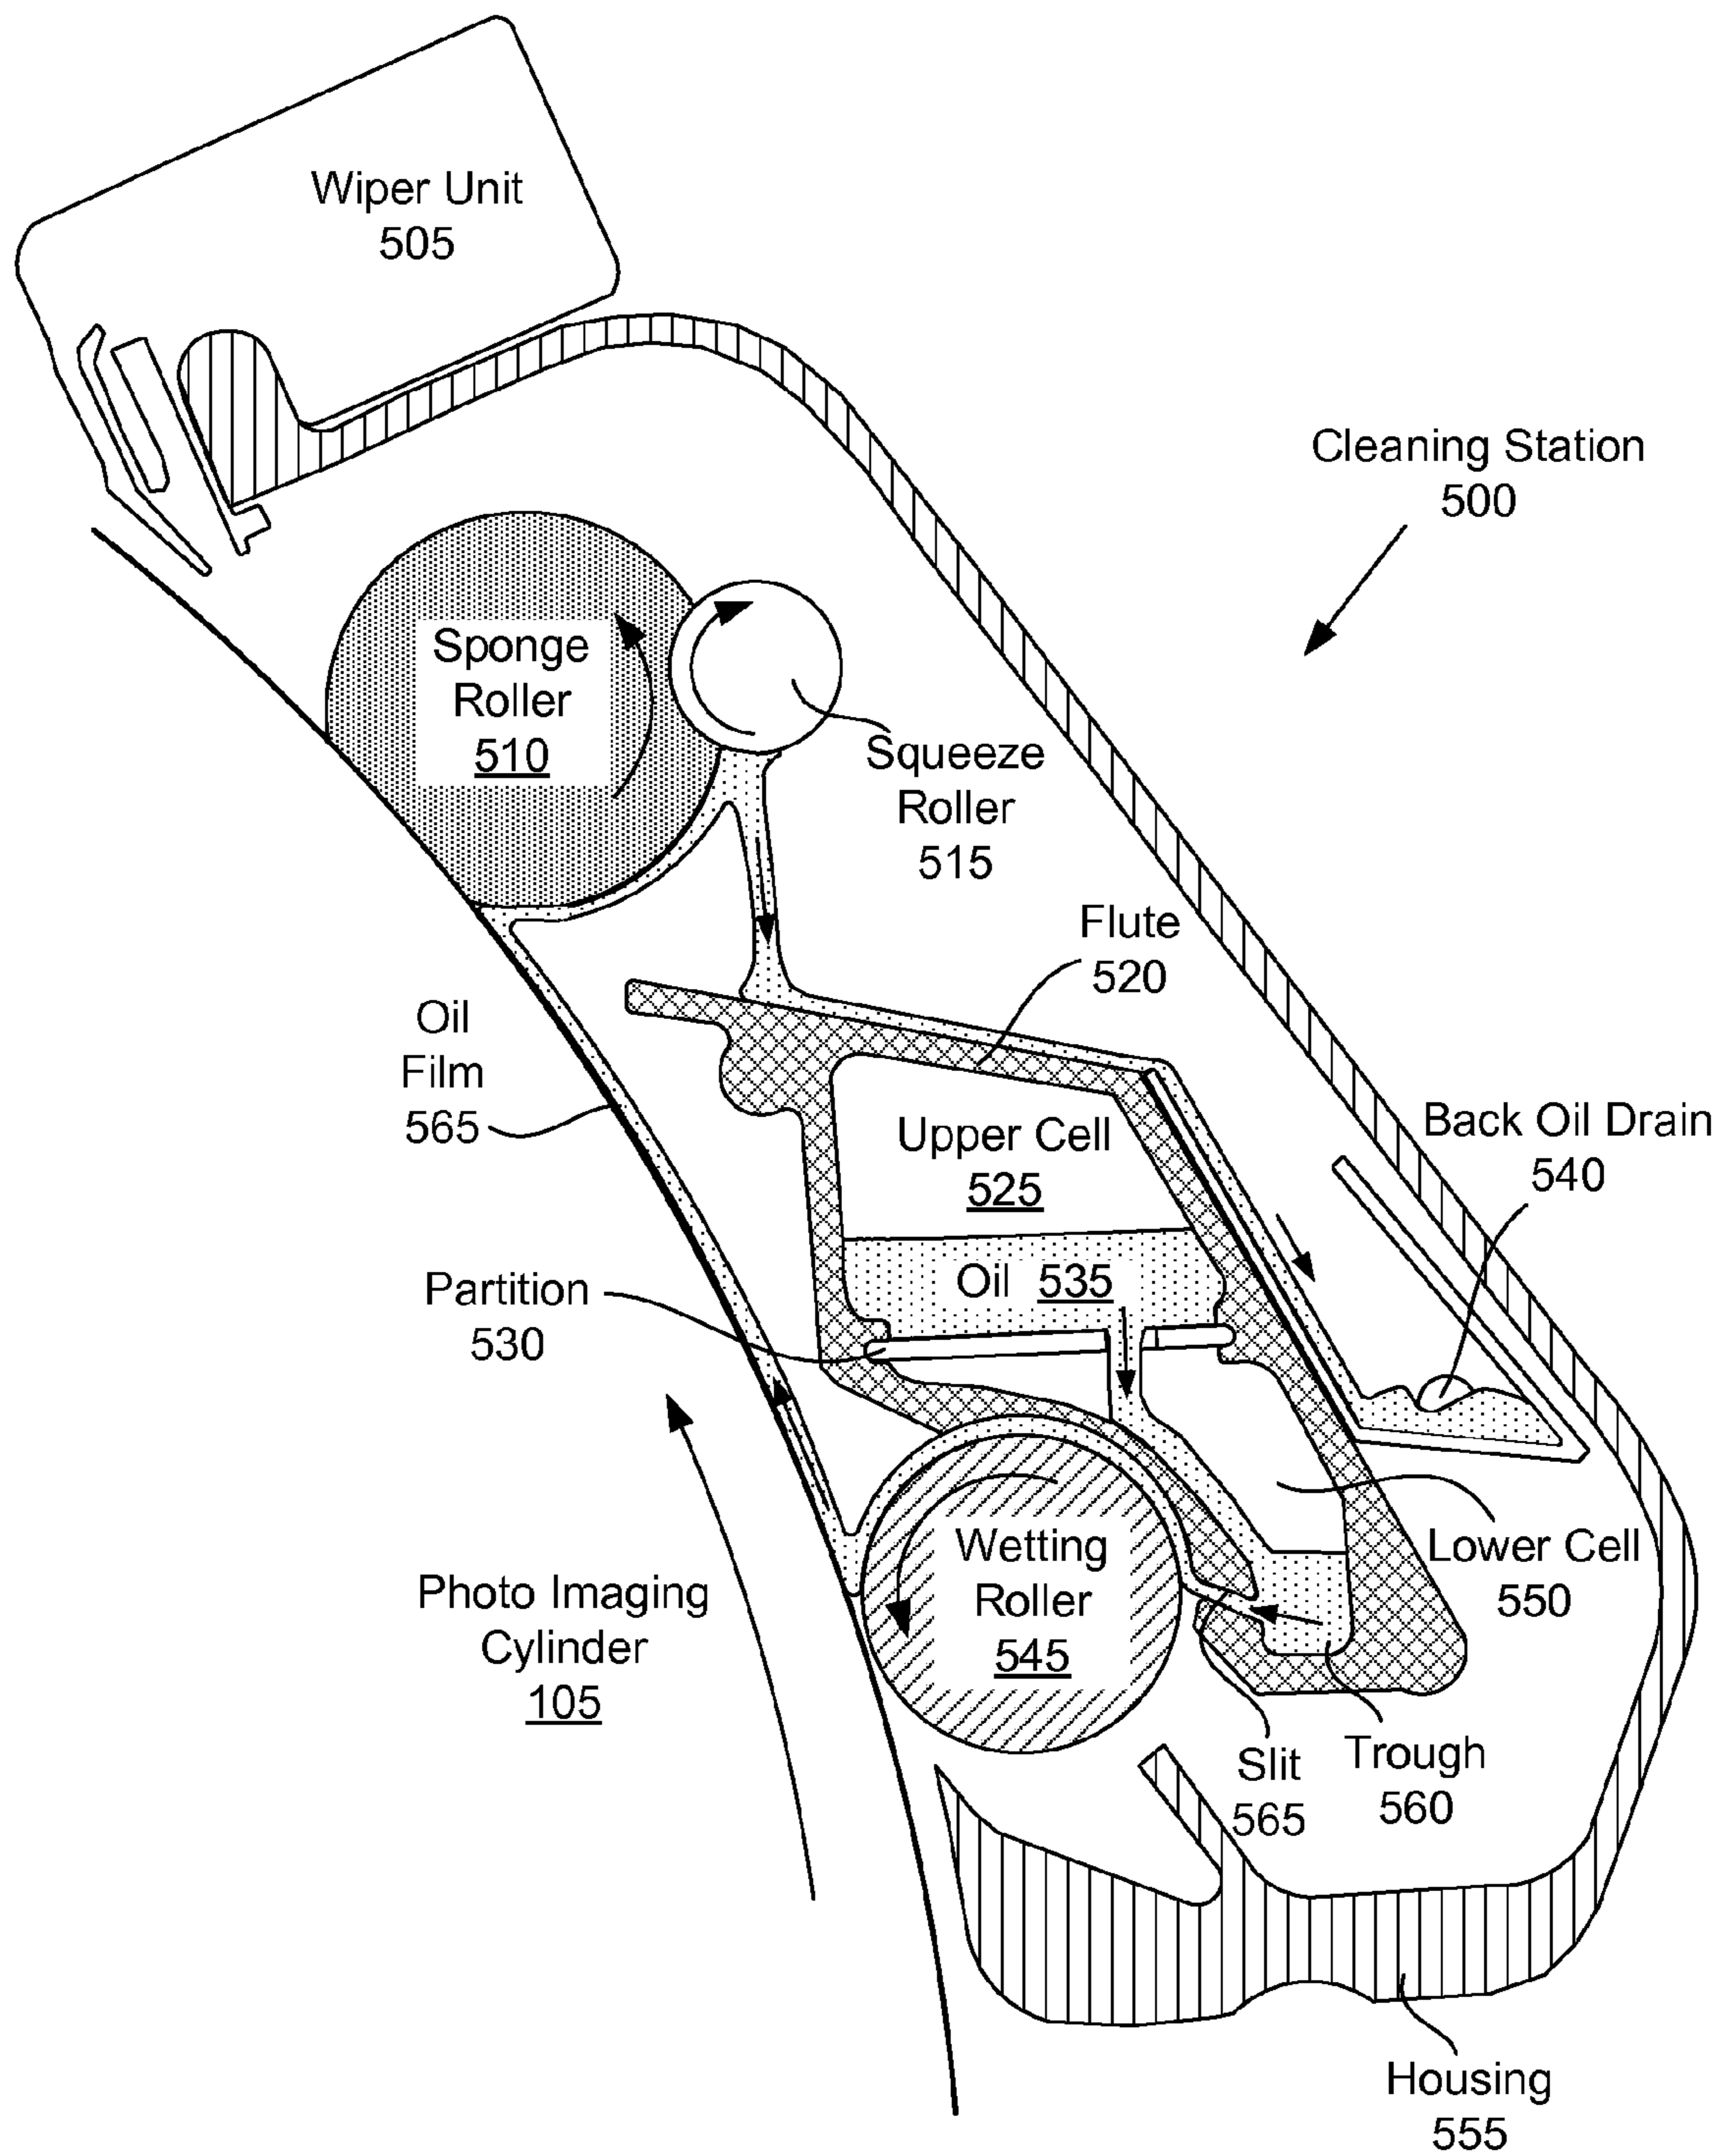 Wiper Unit
505
Cleaning Station
500
Sponge
Roller
510
Squeeze
Roller
515
Flute
520
Oil
Film
565
Upper Cell
525
Back Oil Drain
540
Oil 535
Partition
530
Wetting
Roller
545
Lower Cell
550
Photo Imaging
Cylinder
105
Slit
565
Trough
560
Housing
555